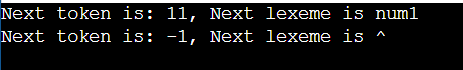 Next token is: 11, Next lexeme is num1
Next token is: -1, Next lexeme is ^